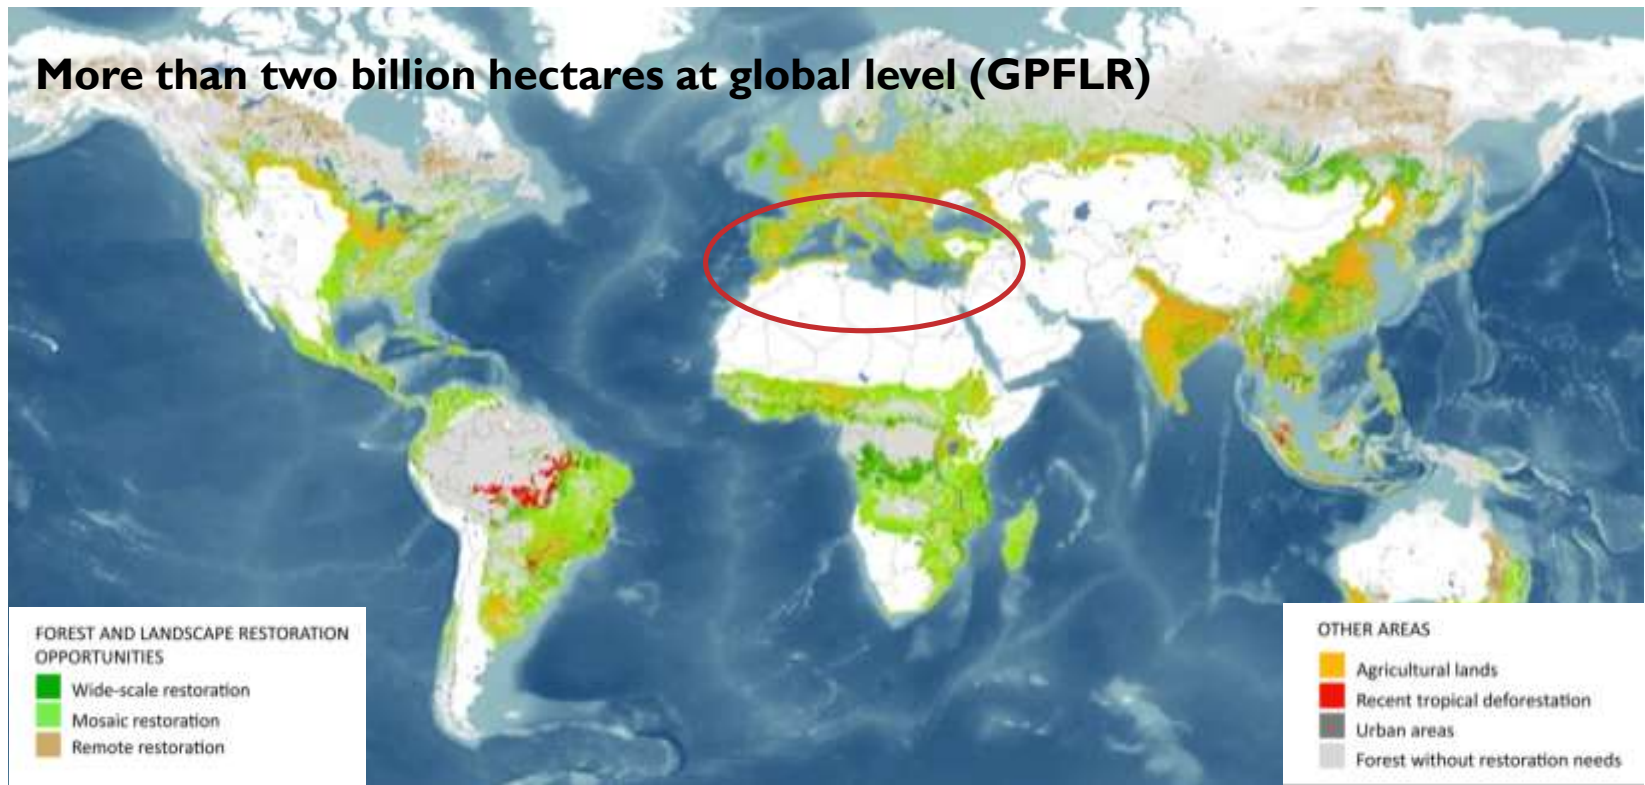 More than two billion hectares at global level (GPFLR)
FOREST AND LANDSCAPE RESTORATION
OPPORTUNITIES
Wide-scale restoration
Mosaic restoration
Remote restoration
OTHER AREAS
Agricultural lands
Recent tropical deforestation
Urban areas
Forest without restoration needs